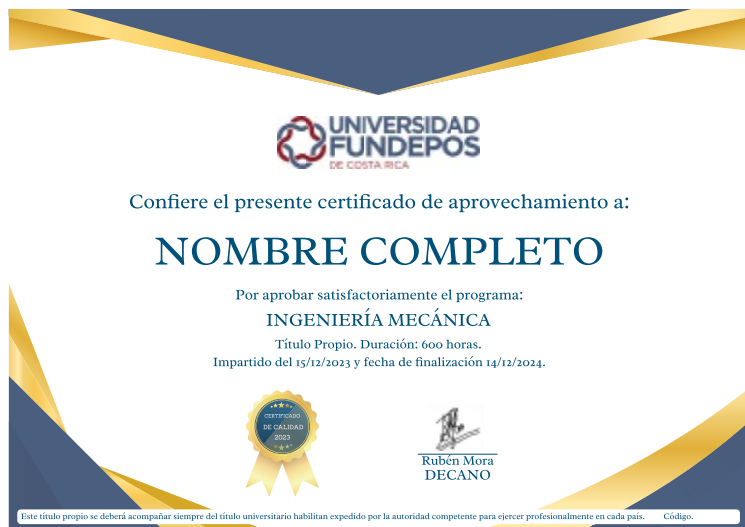 UNIVERSIDAD
FUNDEPOS
DE COSTA RICA
Confiere el presente certificado de aprovechamiento a:
NOMBRE COMPLETO
Por aprobar satisfactoriamente el programa:
INGENIERÍA MECÁNICA
Título Propio. Duración: 600 horas.
Impartido del 15/12/2023 y fecha de finalización 14/12/2024.
CERTIFICADO
DE CALIDAD
2023
Rubén Mora
DECANO
Este título propio se deberá acompañar siempre del título universitario habilitan expedido por la autoridad competente para ejercer profesionalmente en cada país. Código.